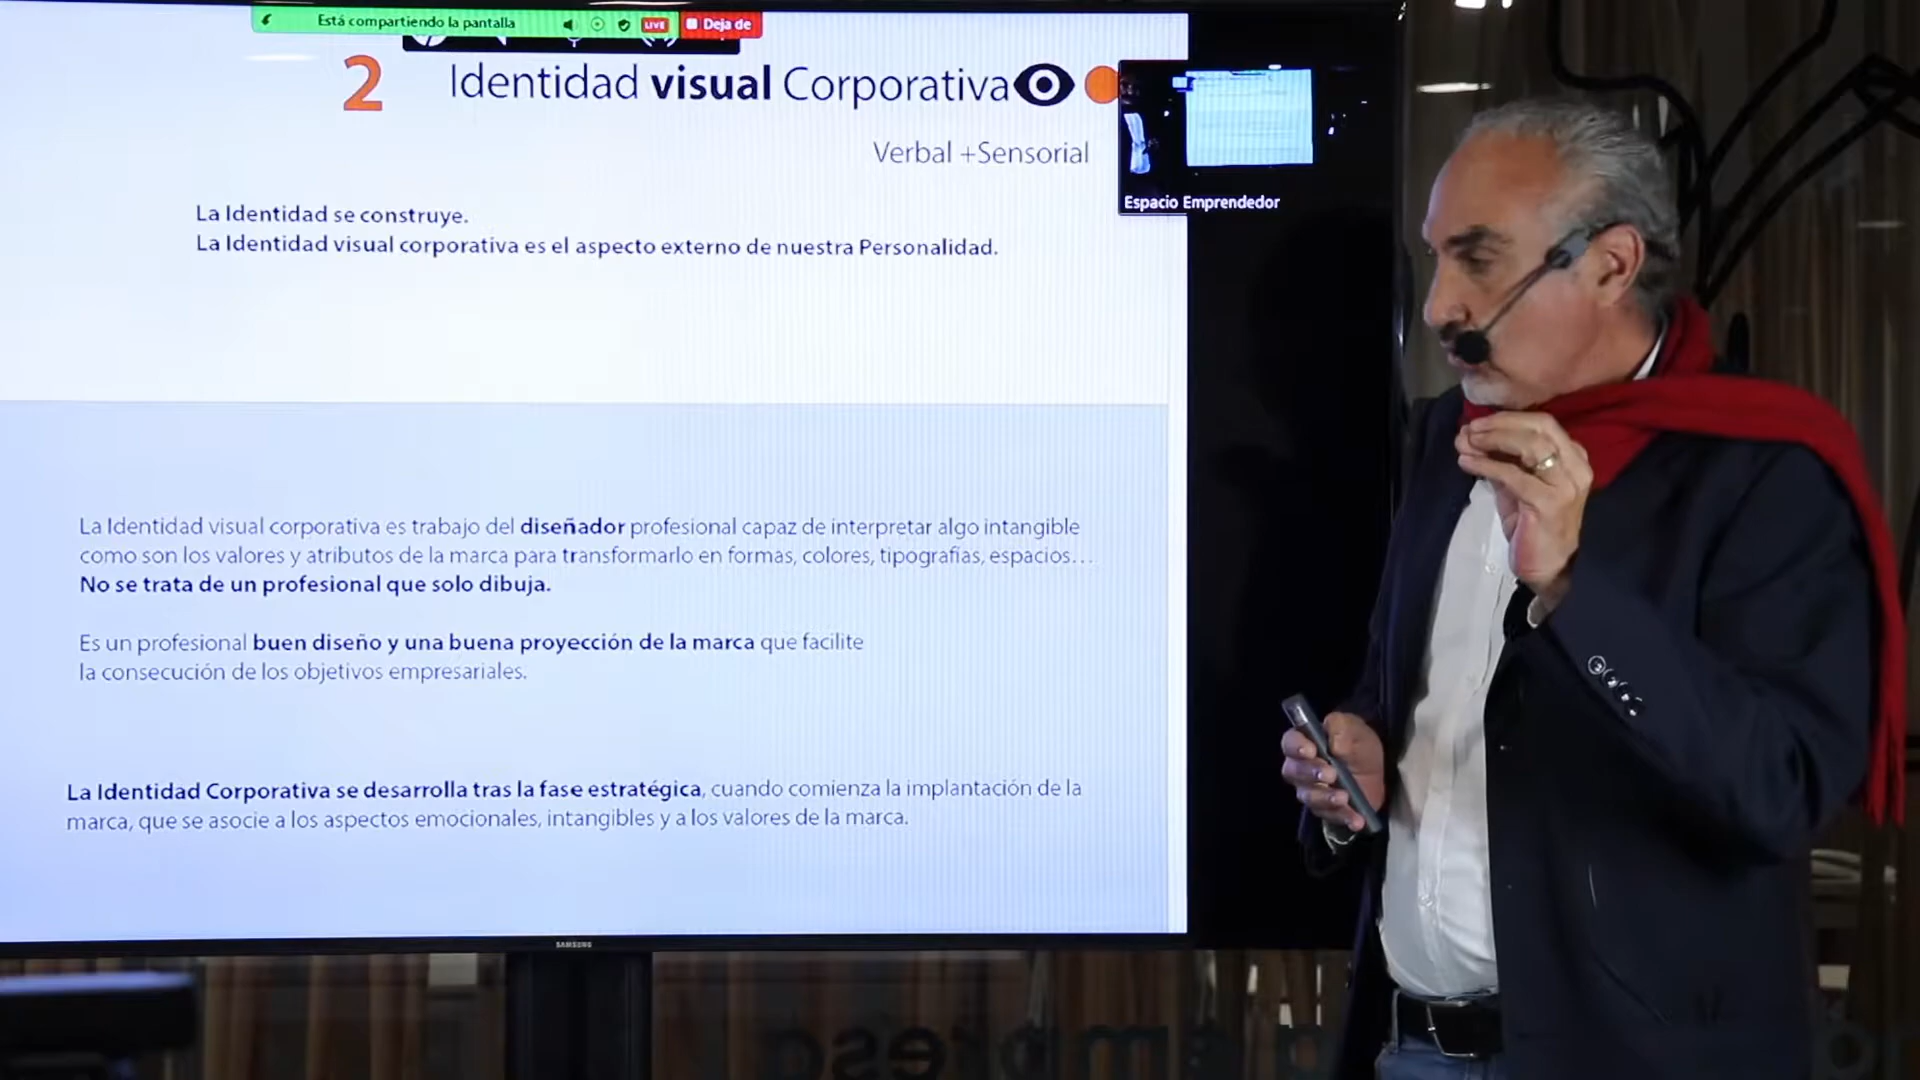 Está compartiendo la pantalla
LIVE
Deja de
2 Identidad visual Corporativa
Verbal +Sensorial
Espacio Emprendedor
La Identidad se construye.
La Identidad visual corporativa es el aspecto externo de nuestra Personalidad.
La Identidad visual corporativa es trabajo del diseñador profesional capaz de interpretar algo intangible
como son los valores y atributos de la marca para transformarlo en formas, colores, tipografías, espacios...
No se trata de un profesional que solo dibuja.
Es un profesional buen diseño y una buena proyección de la marca que facilite
la consecución de los objetivos empresariales.
La Identidad Corporativa se desarrolla tras la fase estratégica, cuando comienza la implantación de la
marca, que se asocie a los aspectos emocionales, intangibles y a los valores de la marca.
SAMSUNG